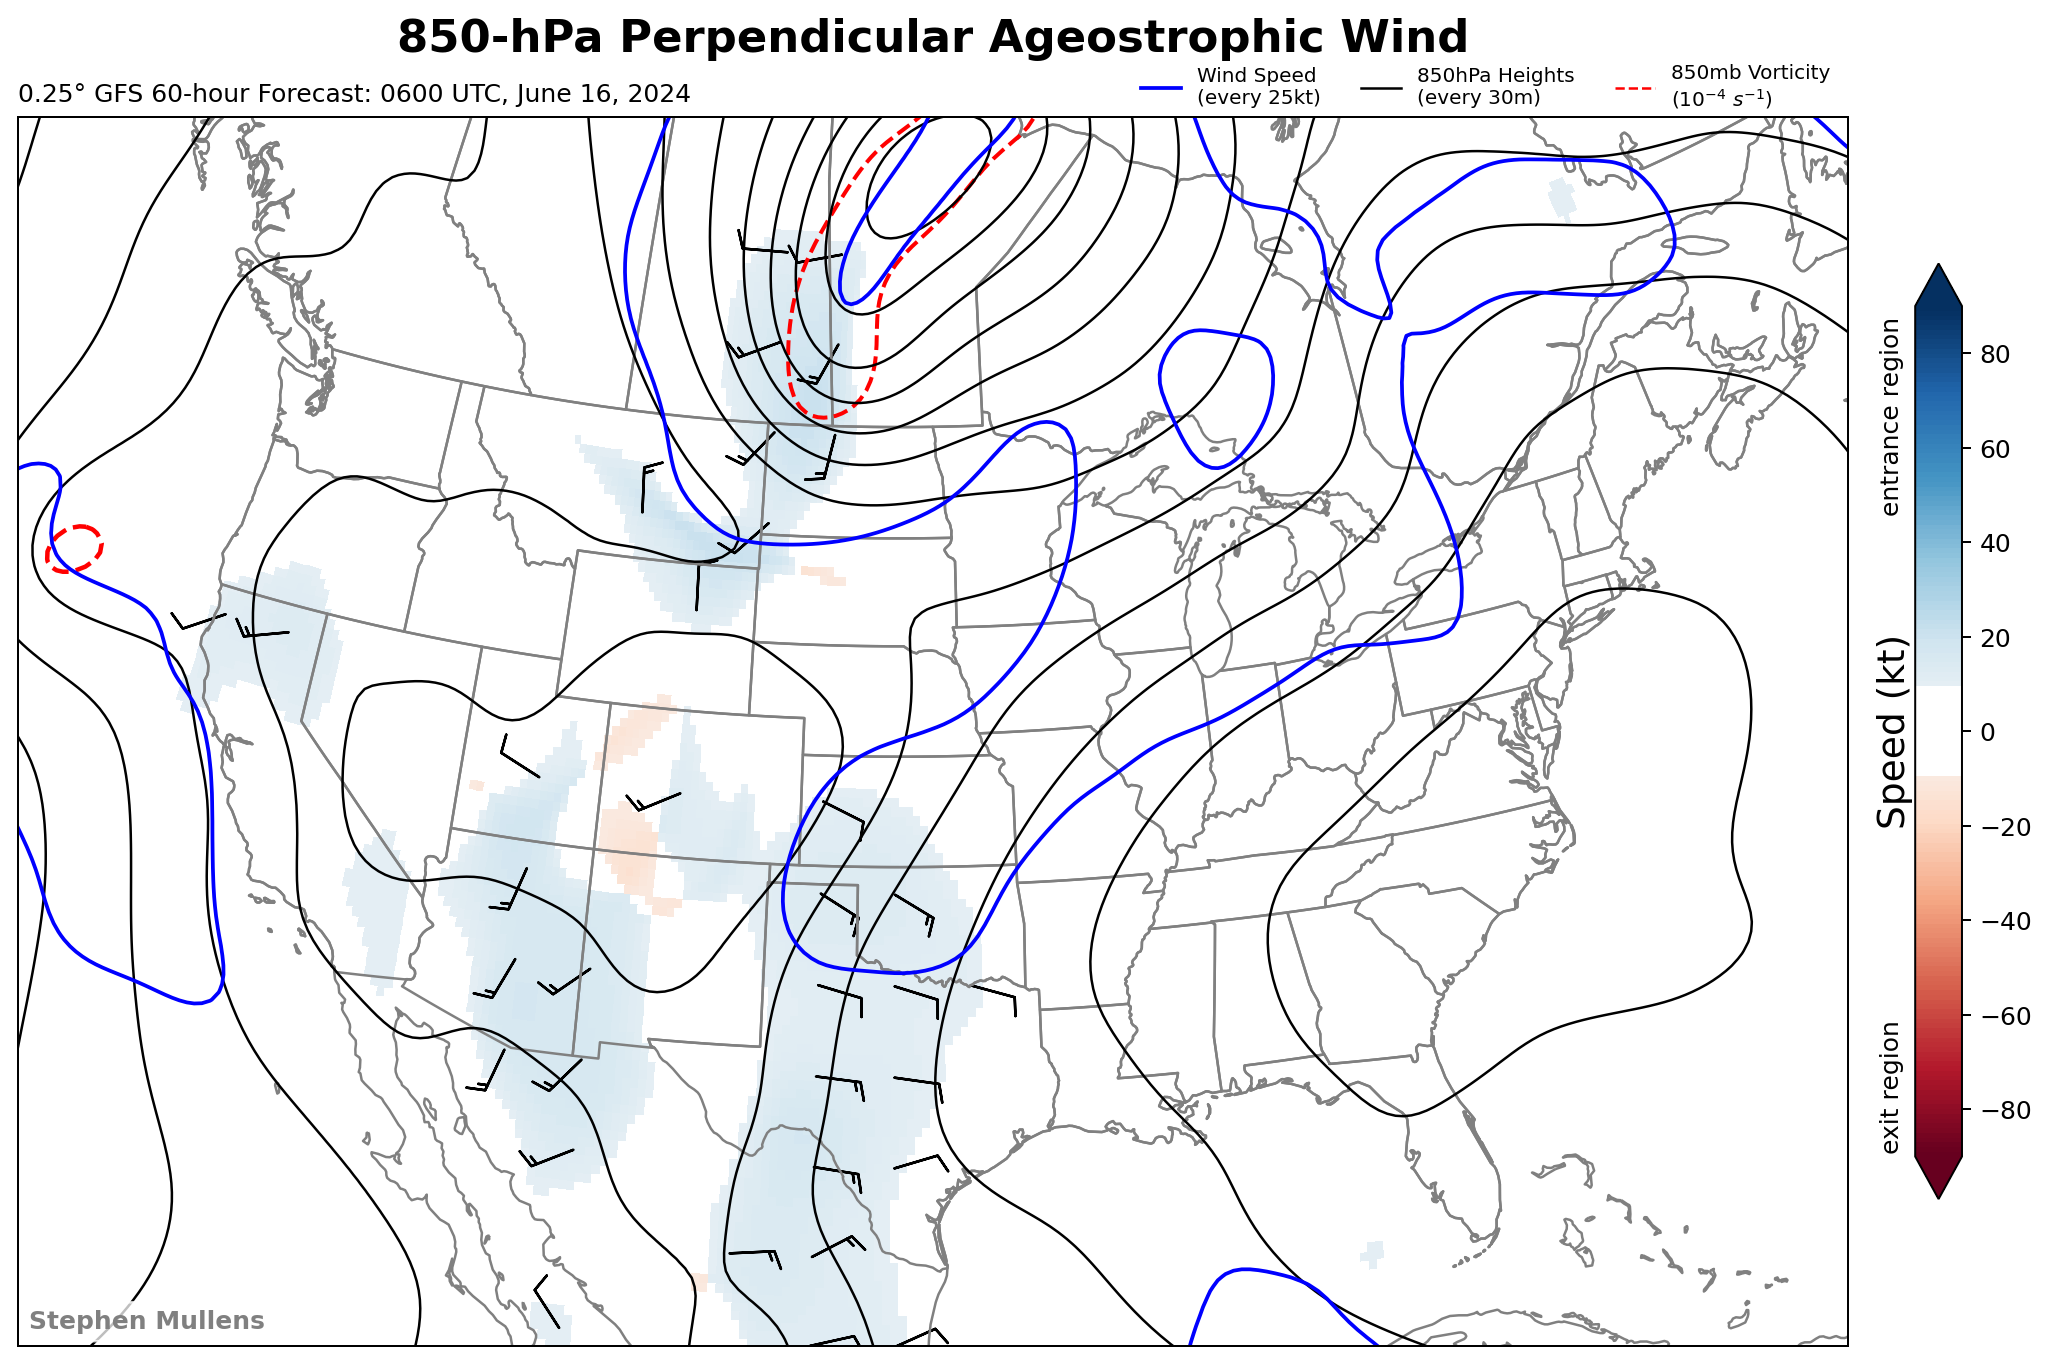 850-hPa Perpendicular Ageostrophic Wind
0.25° GFS 60-hour Forecast: 0600 UTC, June 16, 2024
Wind Speed
(every 25kt)
850hPa Heights
(every 30m)
850mb Vorticity
(10⁻⁴ s⁻¹)
entrance region
Speed (kt)
exit region
80
60
40
20
0
−20
−40
−60
−80
Stephen Mullens